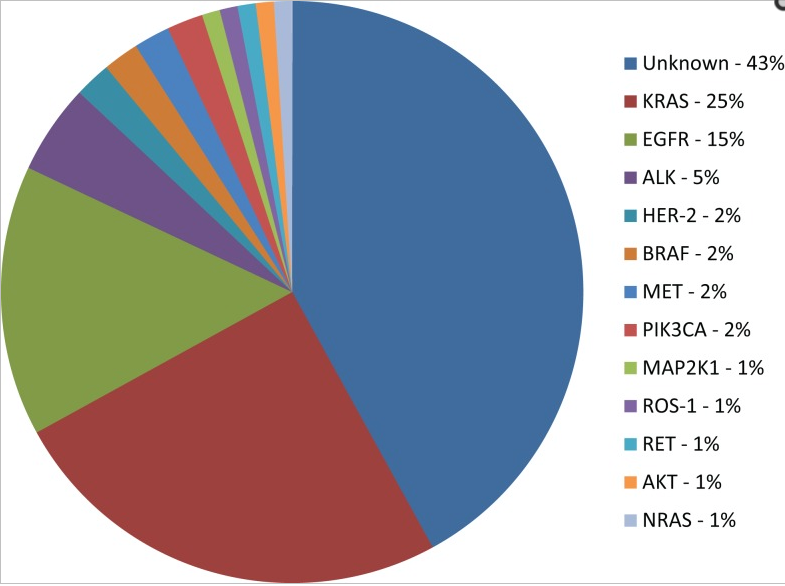 Unknown - 43%
KRAS - 25%
EGFR - 15%
ALK - 5%
HER-2 - 2%
BRAF - 2%
MET - 2%
PIK3CA - 2%
MAP2K1 - 1%
ROS-1 - 1%
RET - 1%
AKT - 1%
NRAS - 1%